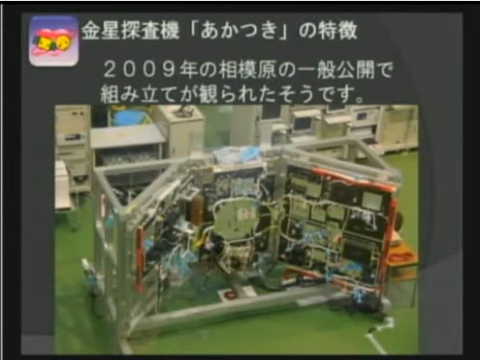 金星探査機「あかつき」の特徴
２００９年の相模原の一般公開で
組み立てが観られたそうです。